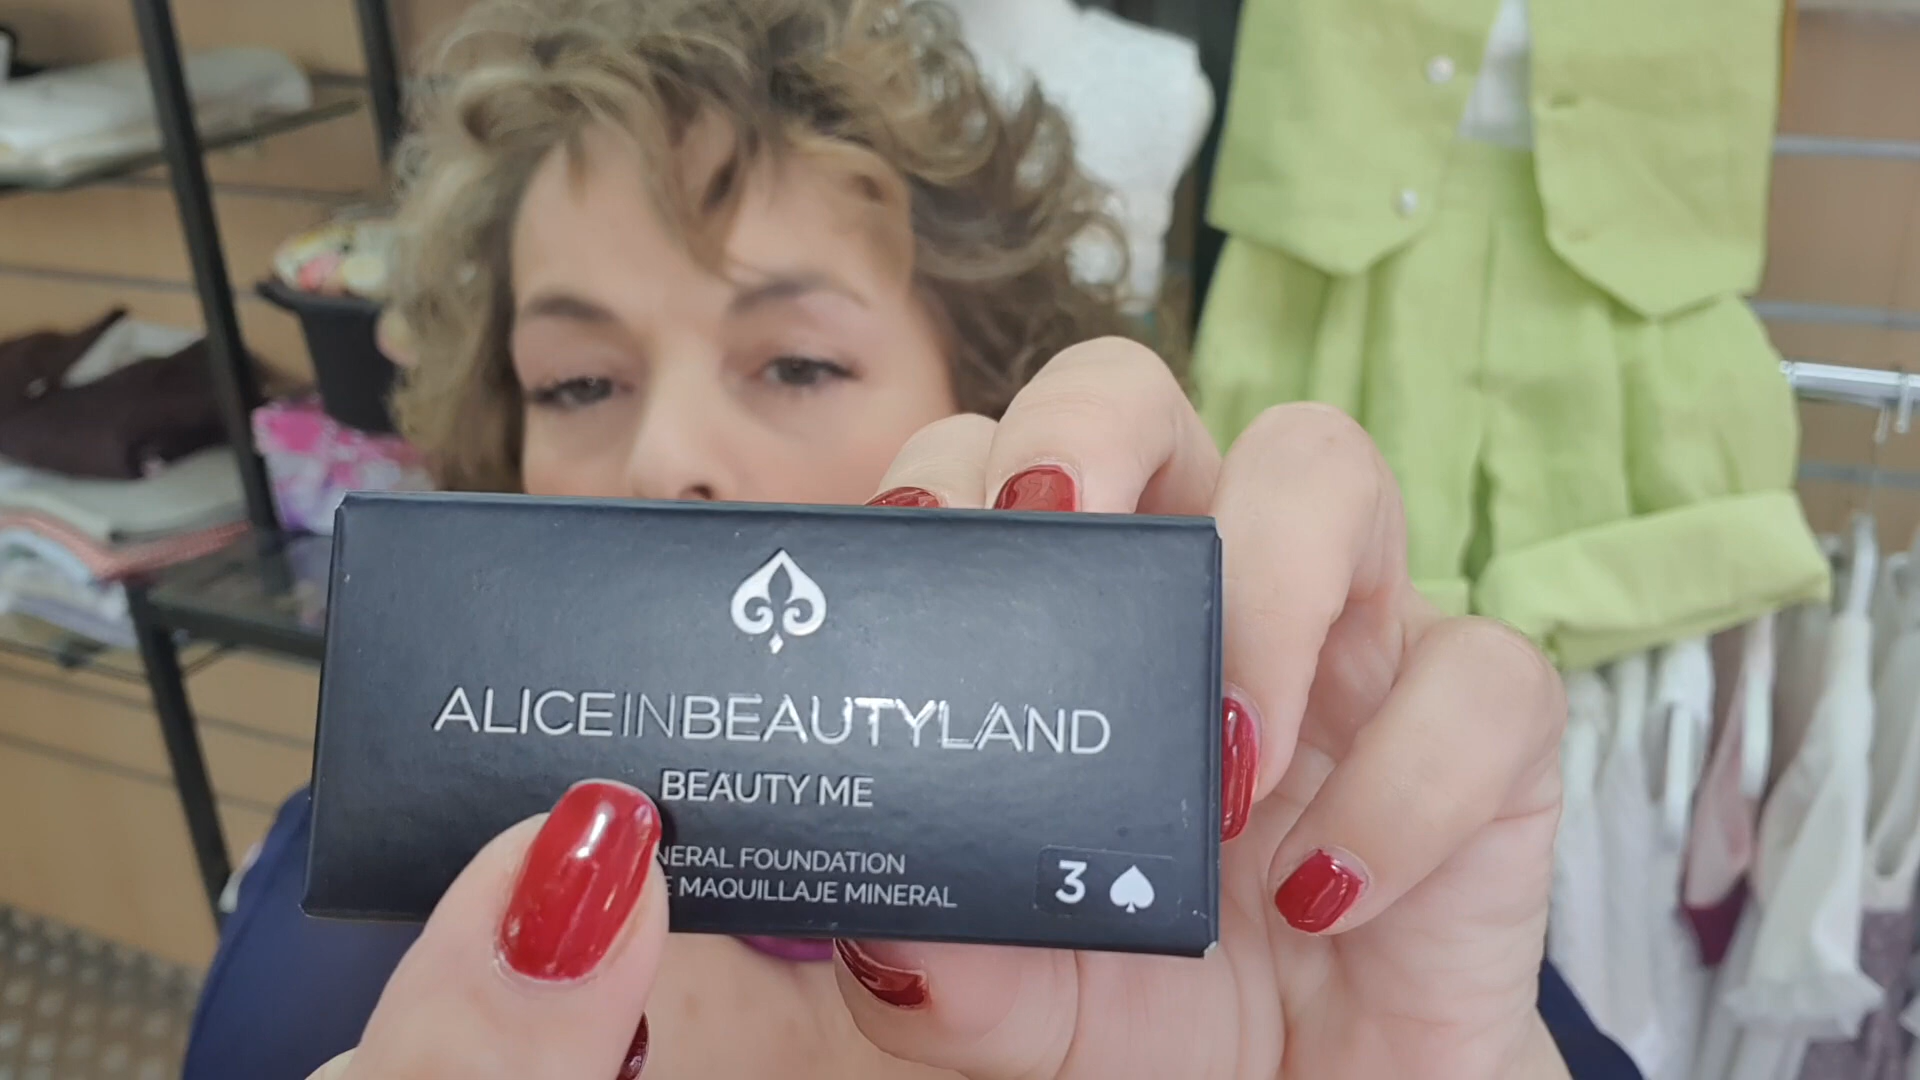 ALICEINBEAUTYLAND
BEAUTY ME
NERAL FOUNDATION
E MAQUILLAJE MINERAL
3